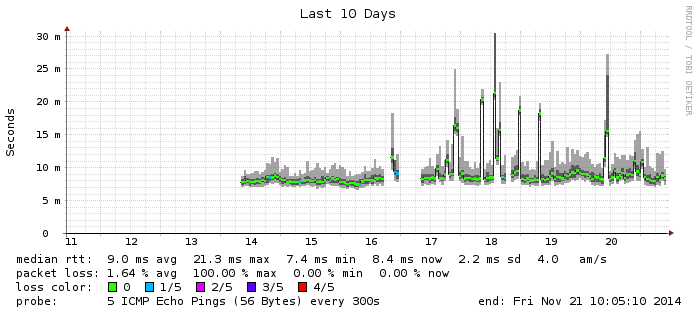 Last 10 Days
RRDTOOL / TOBI OETIKER
Seconds
30 m
25 m
20 m
15 m
10 m
5 m
0
11 12 13 14 15 16 17 18 19 20
median rtt: 9.0 ms avg 21.3 ms max 7.4 ms min 8.4 ms now 2.2 ms sd 4.0 am/s
packet loss: 1.64 % avg 100.00 % max 0.00 % min 0.00 % now
loss color: 0 1/5 2/5 3/5 4/5
probe: 5 ICMP Echo Pings (56 Bytes) every 300s end: Fri Nov 21 10:05:10 2014